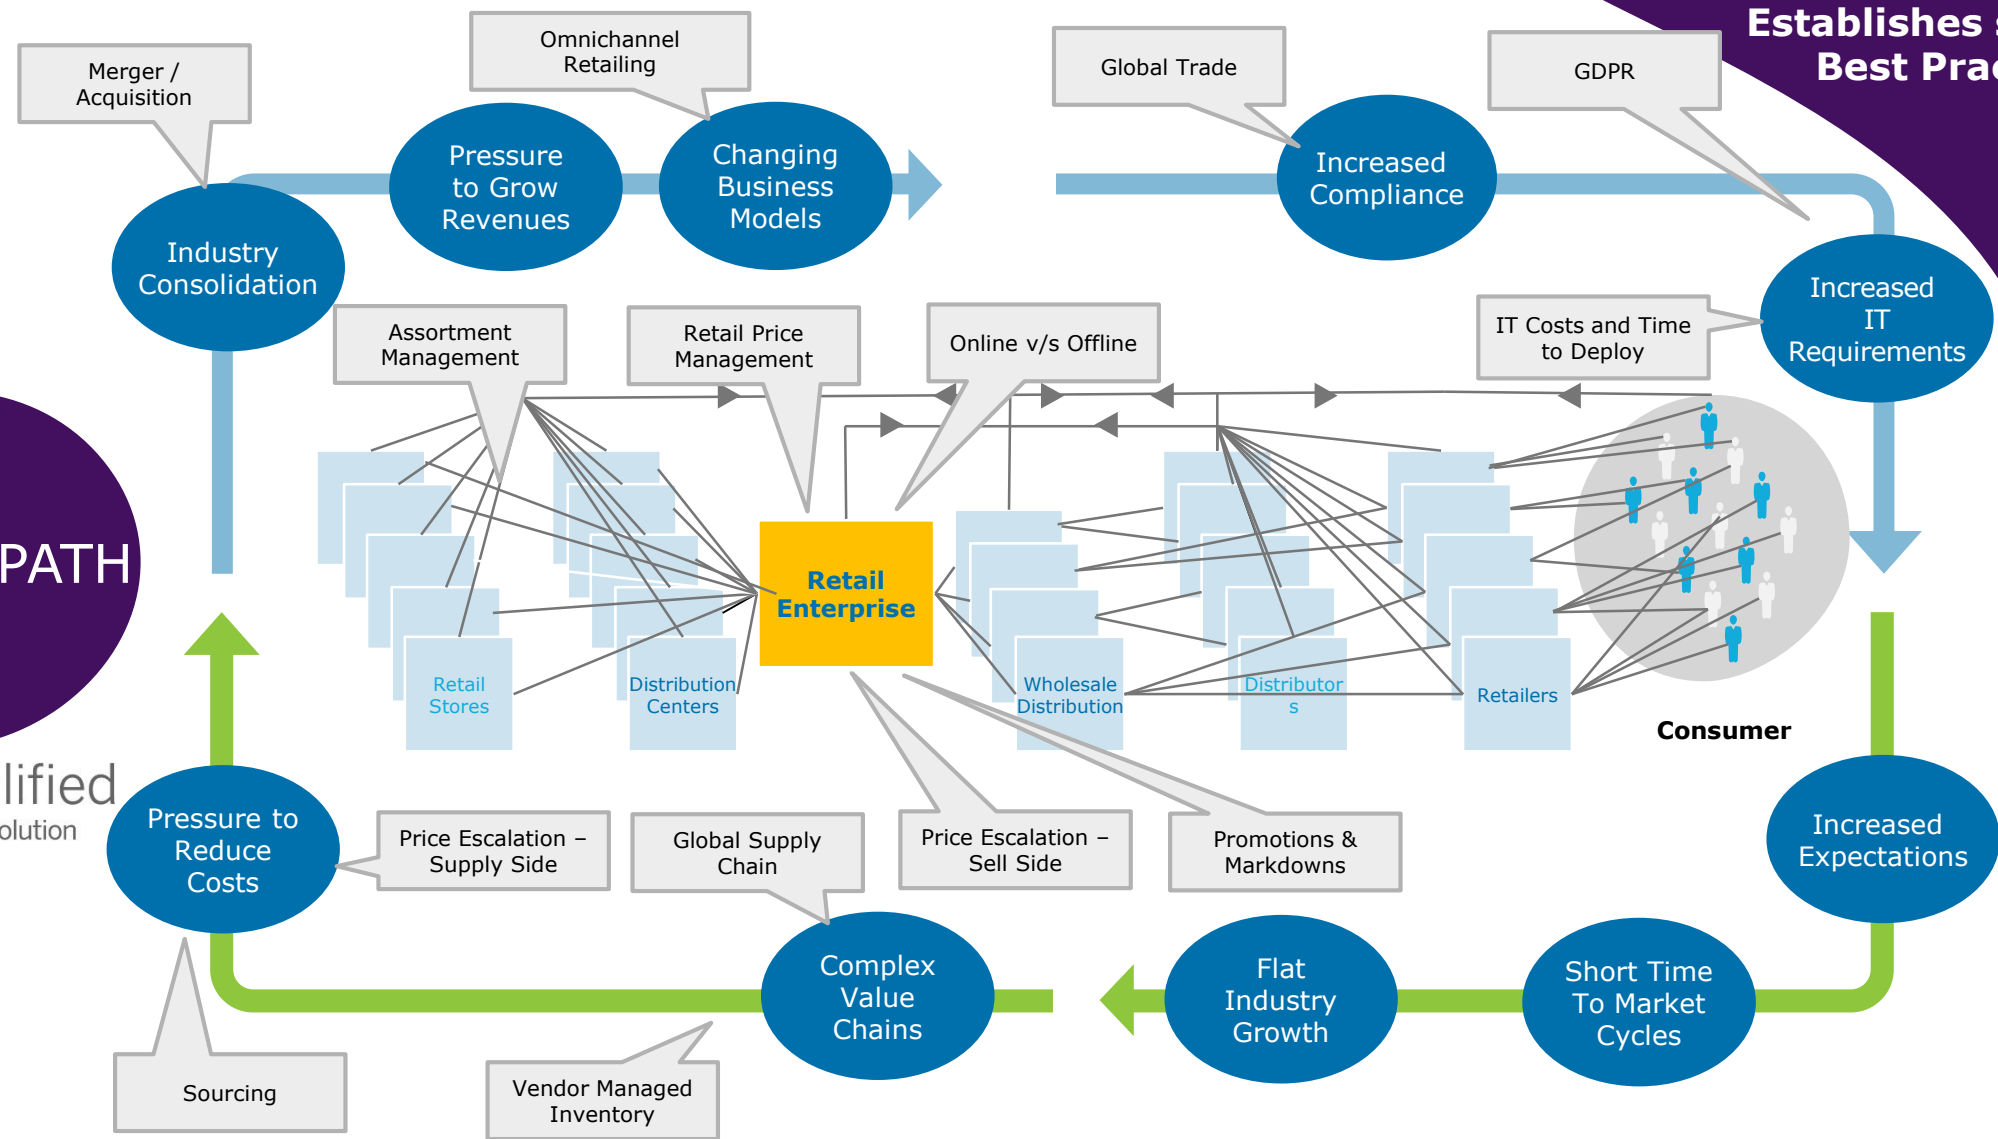 Establishes
Best
Merger /
Acquisition
Omnichannel
Retailing
Global Trade
GDPR
Pressure
to Grow
Revenues
Changing
Business
Models
Increased
Compliance
Industry
Consolidation
Increased
IT
Requirements
Assortment
Management
Retail Price
Management
Online v/s Offline
IT Costs and Time
to Deploy
PATH
Retail
Enterprise
Retail
Stores
Distribution
Centers
Wholesale
Distribution
Distributor
s
Retailers
Consumer
lified
olution
Pressure to
Reduce
Costs
Price Escalation –
Supply Side
Global Supply
Chain
Price Escalation –
Sell Side
Promotions &
Markdowns
Increased
Expectations
Complex
Value
Chains
Flat
Industry
Growth
Short Time
To Market
Cycles
Sourcing
Vendor Managed
Inventory